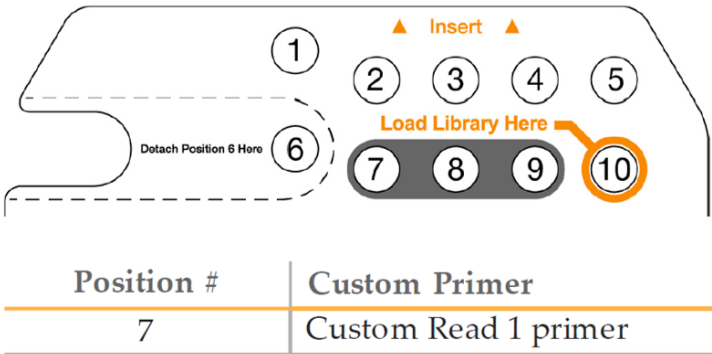 ▲ Insert ▲
1
2 3 4 5
Load Library Here
Detach Position 6 Here 6
7 8 9 10
Position # Custom Primer
7 Custom Read 1 primer